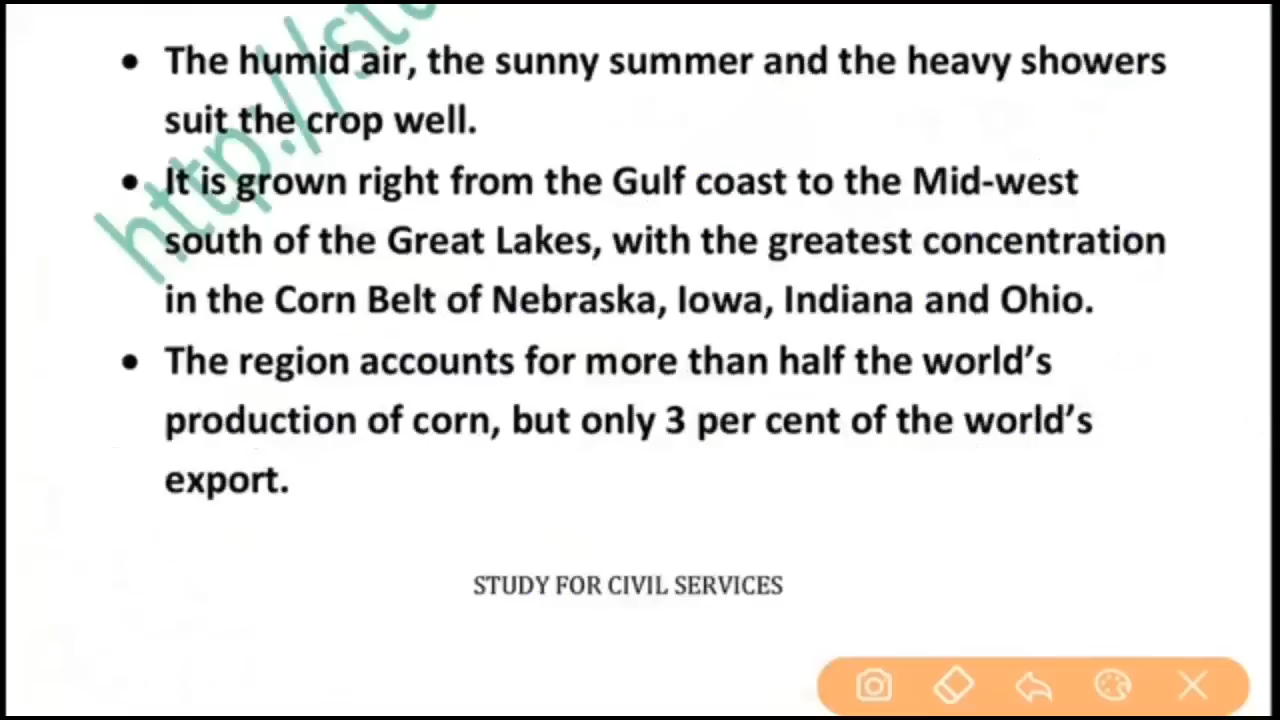 • The humid air, the sunny summer and the heavy showers
suit the crop well.
• It is grown right from the Gulf coast to the Mid-west
south of the Great Lakes, with the greatest concentration
in the Corn Belt of Nebraska, Iowa, Indiana and Ohio.
• The region accounts for more than half the world's
production of corn, but only 3 per cent of the world's
export.
STUDY FOR CIVIL SERVICES
http://st